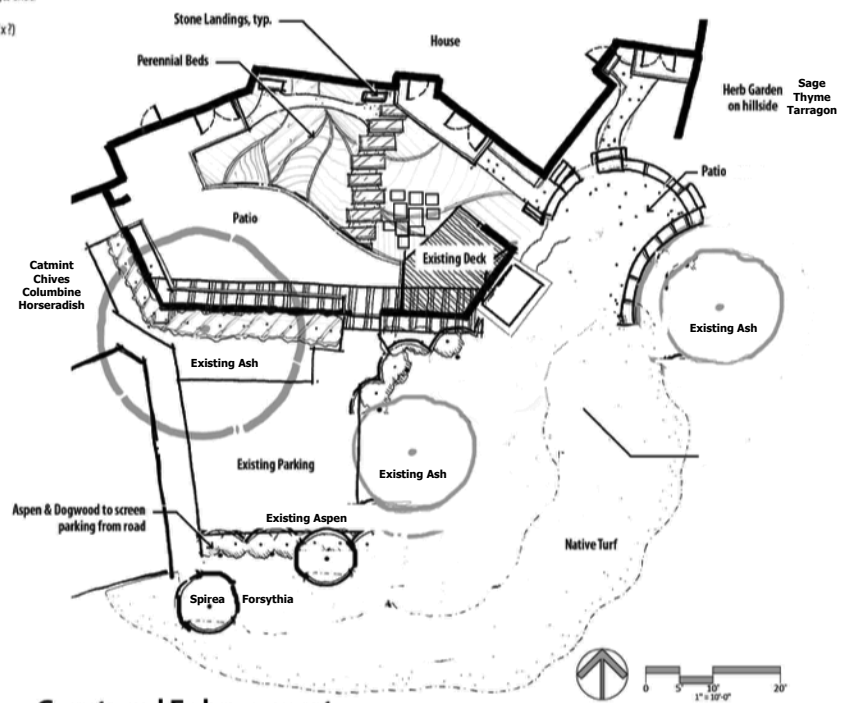 x?)
Stone Landings, typ.
House
Perennial Beds
Herb Garden
on hillside
Sage
Thyme
Tarragon
Patio
Patio
Existing Deck
Catmint
Chives
Columbine
Horseradish
Existing Ash
Existing Ash
Existing Parking
Existing Ash
Aspen & Dogwood to screen
parking from road
Existing Aspen
Native Turf
Spirea
Forsythia
0 5' 10' 20'
1" = 10'-0"